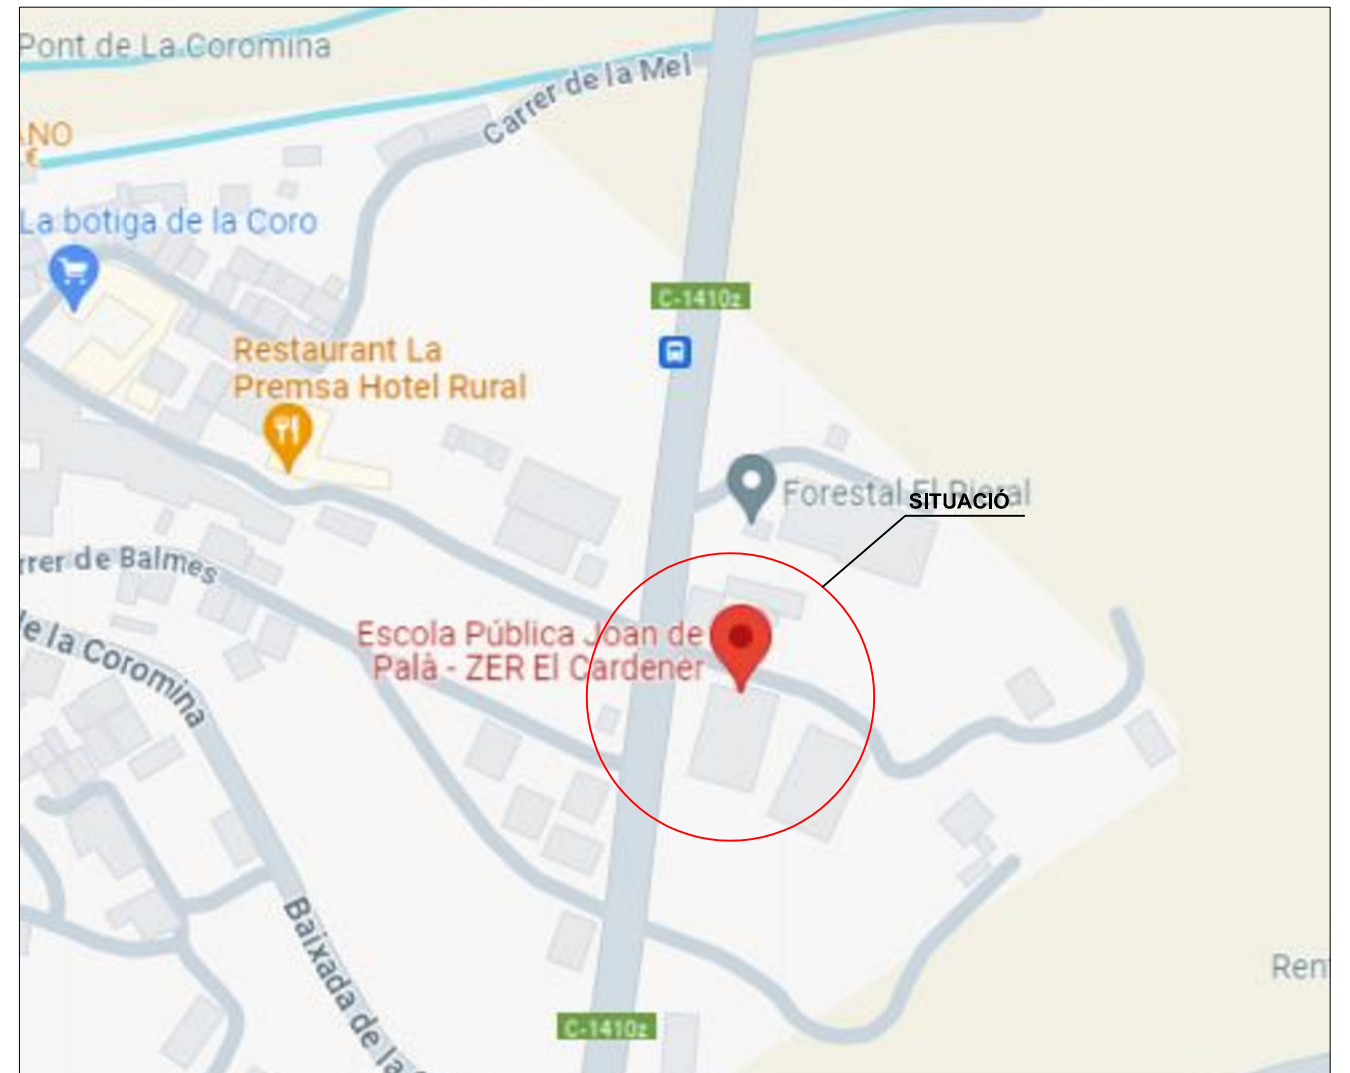 Pont de La Coromina
Carrer de la Mel
NO
€
La botiga de la Coro
C-1410z
Restaurant La
Premsa Hotel Rural
Forestal El
SITUACIÓ
rrer de Balmes
Escola Pública Joan de
Palà - ZER El Cardener
de la Coromina
Baixada de la
Ren
C-1410z